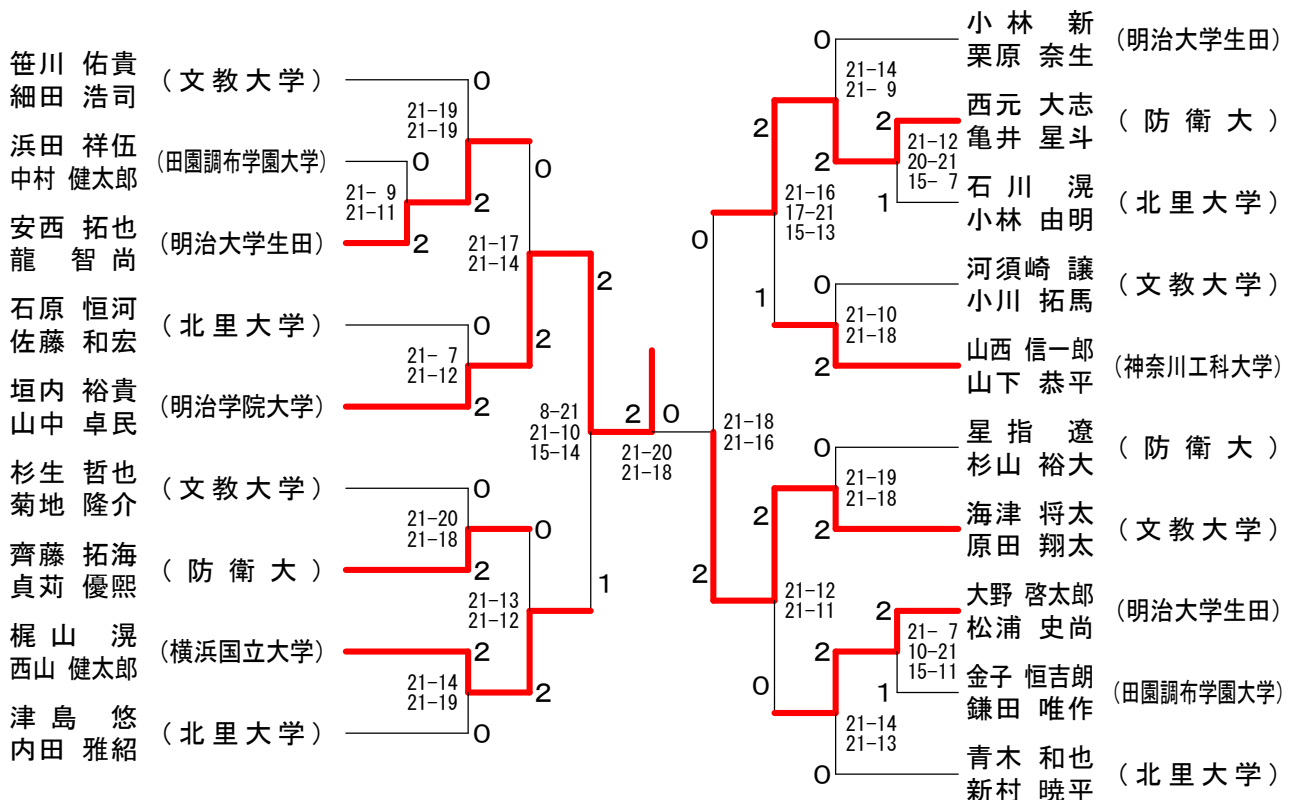 笹川 佑貴
細田 浩司
(文教大学)
0
21-19
21-19
浜田 祥伍
中村 健太郎
(田園調布学園大学)
0
21- 9
21-11
2
0
安西 拓也
龍 智尚
(明治大学生田)
2
21-17
21-14
2
石原 恒河
佐藤 和宏
(北里大学)
0
21- 7
21-12
2
垣内 裕貴
山中 卓民
(明治学院大学)
2
8-21
21-10
15-14
2
0
21-20
21-18
杉生 哲也
菊地 隆介
(文教大学)
0
21-20
21-18
0
齊藤 拓海
貞苅 優熙
(防衛大)
2
21-13
21-12
1
梶山 滉
西山 健太郎
(横浜国立大学)
2
21-14
21-19
2
津島 悠
内田 雅紹
(北里大学)
0
0
小林 新
栗原 奈生
(明治大学生田)
21-14
21- 9
2
2
2
西元 大志
亀井 星斗
(防衛大)
21-12
20-21
15- 7
1
石川 滉
小林 由明
(北里大学)
21-16
17-21
15-13
0
1
0
河須崎 譲
小川 拓馬
(文教大学)
21-10
21-18
2
山西 信一郎
山下 恭平
(神奈川工科大学)
21-18
21-16
0
星指 遼
杉山 裕大
(防衛大)
21-19
21-18
2
2
海津 将太
原田 翔太
(文教大学)
2
21-12
21-11
2
大野 啓太郎
松浦 史尚
(明治大学生田)
21- 7
10-21
15-11
2
0
1
金子 恒吉朗
鎌田 唯作
(田園調布学園大学)
21-14
21-13
0
青木 和也
新村 暁平
(北里大学)